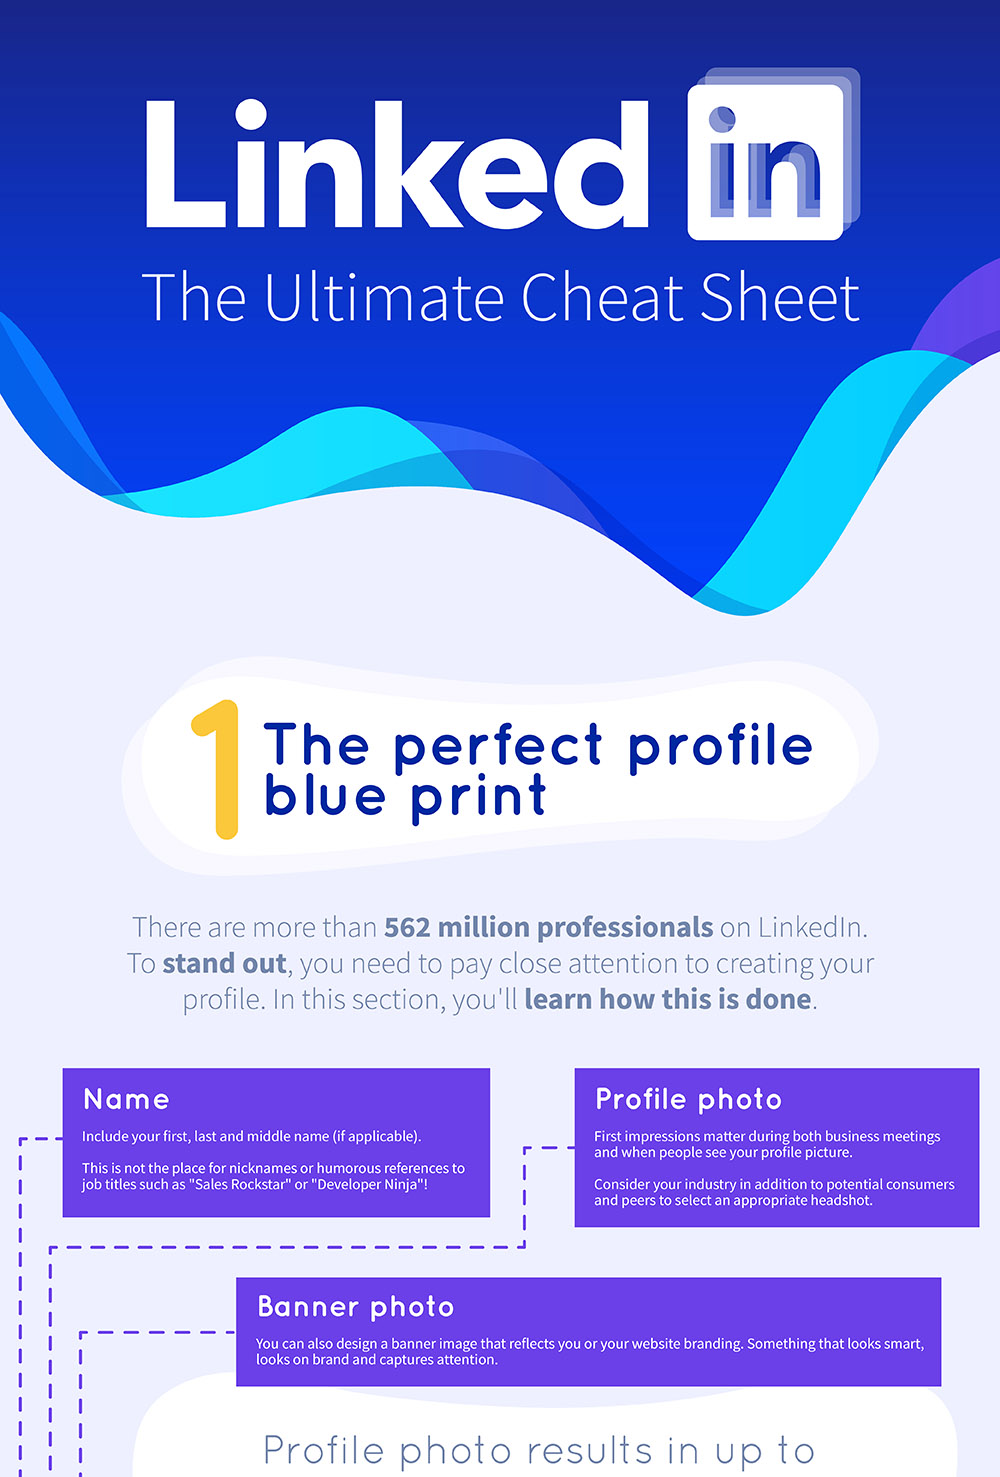 Linked in
The Ultimate Cheat Sheet
1 The perfect profile
blue print
There are more than 562 million professionals on LinkedIn.
To stand out, you need to pay close attention to creating your
profile. In this section, you'll learn how this is done.
Name
Include your first, last and middle name (if applicable).
This is not the place for nicknames or humorous references to
job titles such as "Sales Rockstar" or "Developer Ninja"!
Profile photo
First impressions matter during both business meetings
and when people see your profile picture.
Consider your industry in addition to potential consumers
and peers to select an appropriate headshot.
Banner photo
You can also design a banner image that reflects you or your website branding. Something that looks smart,
looks on brand and captures attention.
Profile photo results in up to